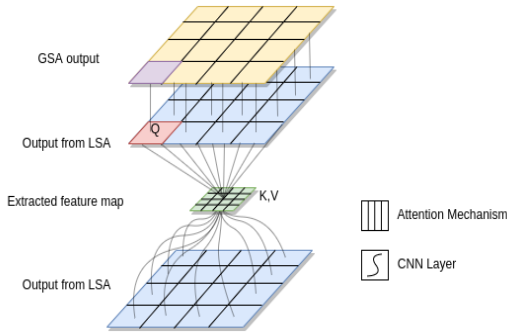 GSA output
Q
Output from LSA
K,V
Extracted feature map
Attention Mechanism
CNN Layer
Output from LSA